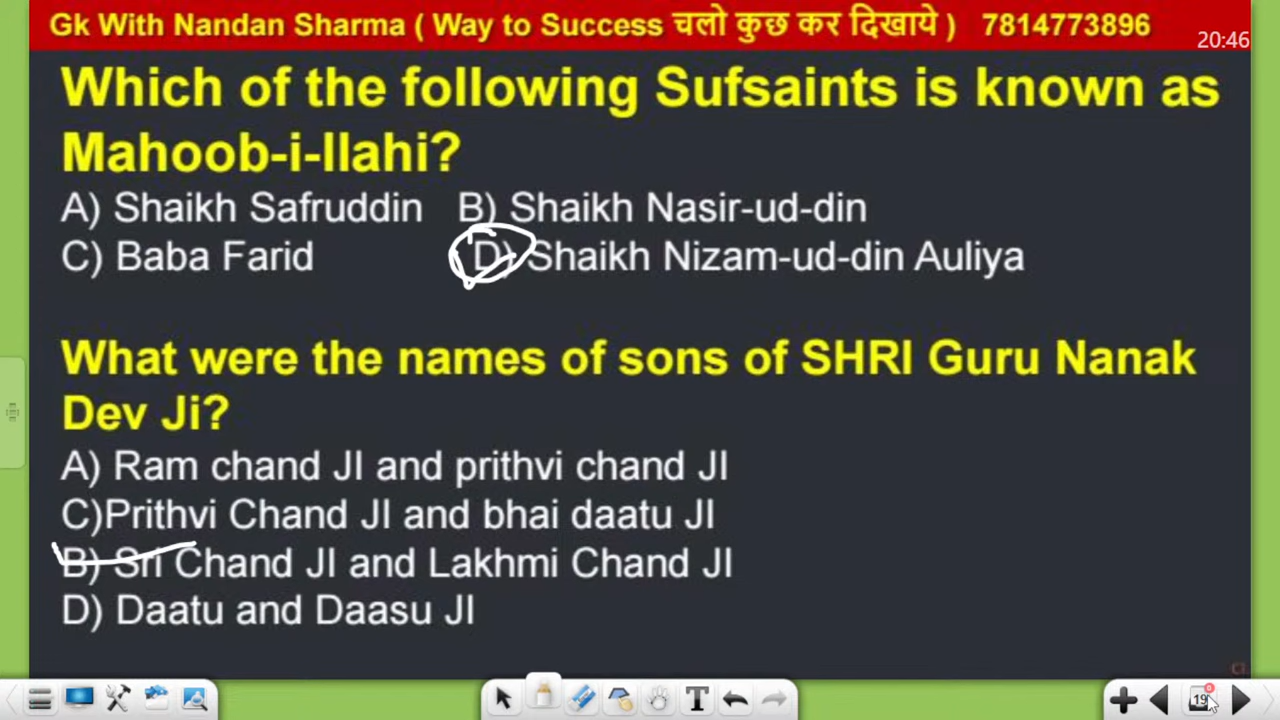 Gk With Nandan Sharma ( Way to Success चलो कुछ कर दिखाये ) 7814773896
20:46
Which of the following Sufsaints is known as
Mahoob-i-Ilahi?
A) Shaikh Safruddin B) Shaikh Nasir-ud-din
C) Baba Farid D) Shaikh Nizam-ud-din Auliya
What were the names of sons of SHRI Guru Nanak
Dev Ji?
A) Ram chand JI and prithvi chand JI
C)Prithvi Chand JI and bhai daatu JI
B) Sri Chand JI and Lakhmi Chand JI
D) Daatu and Daasu JI
T